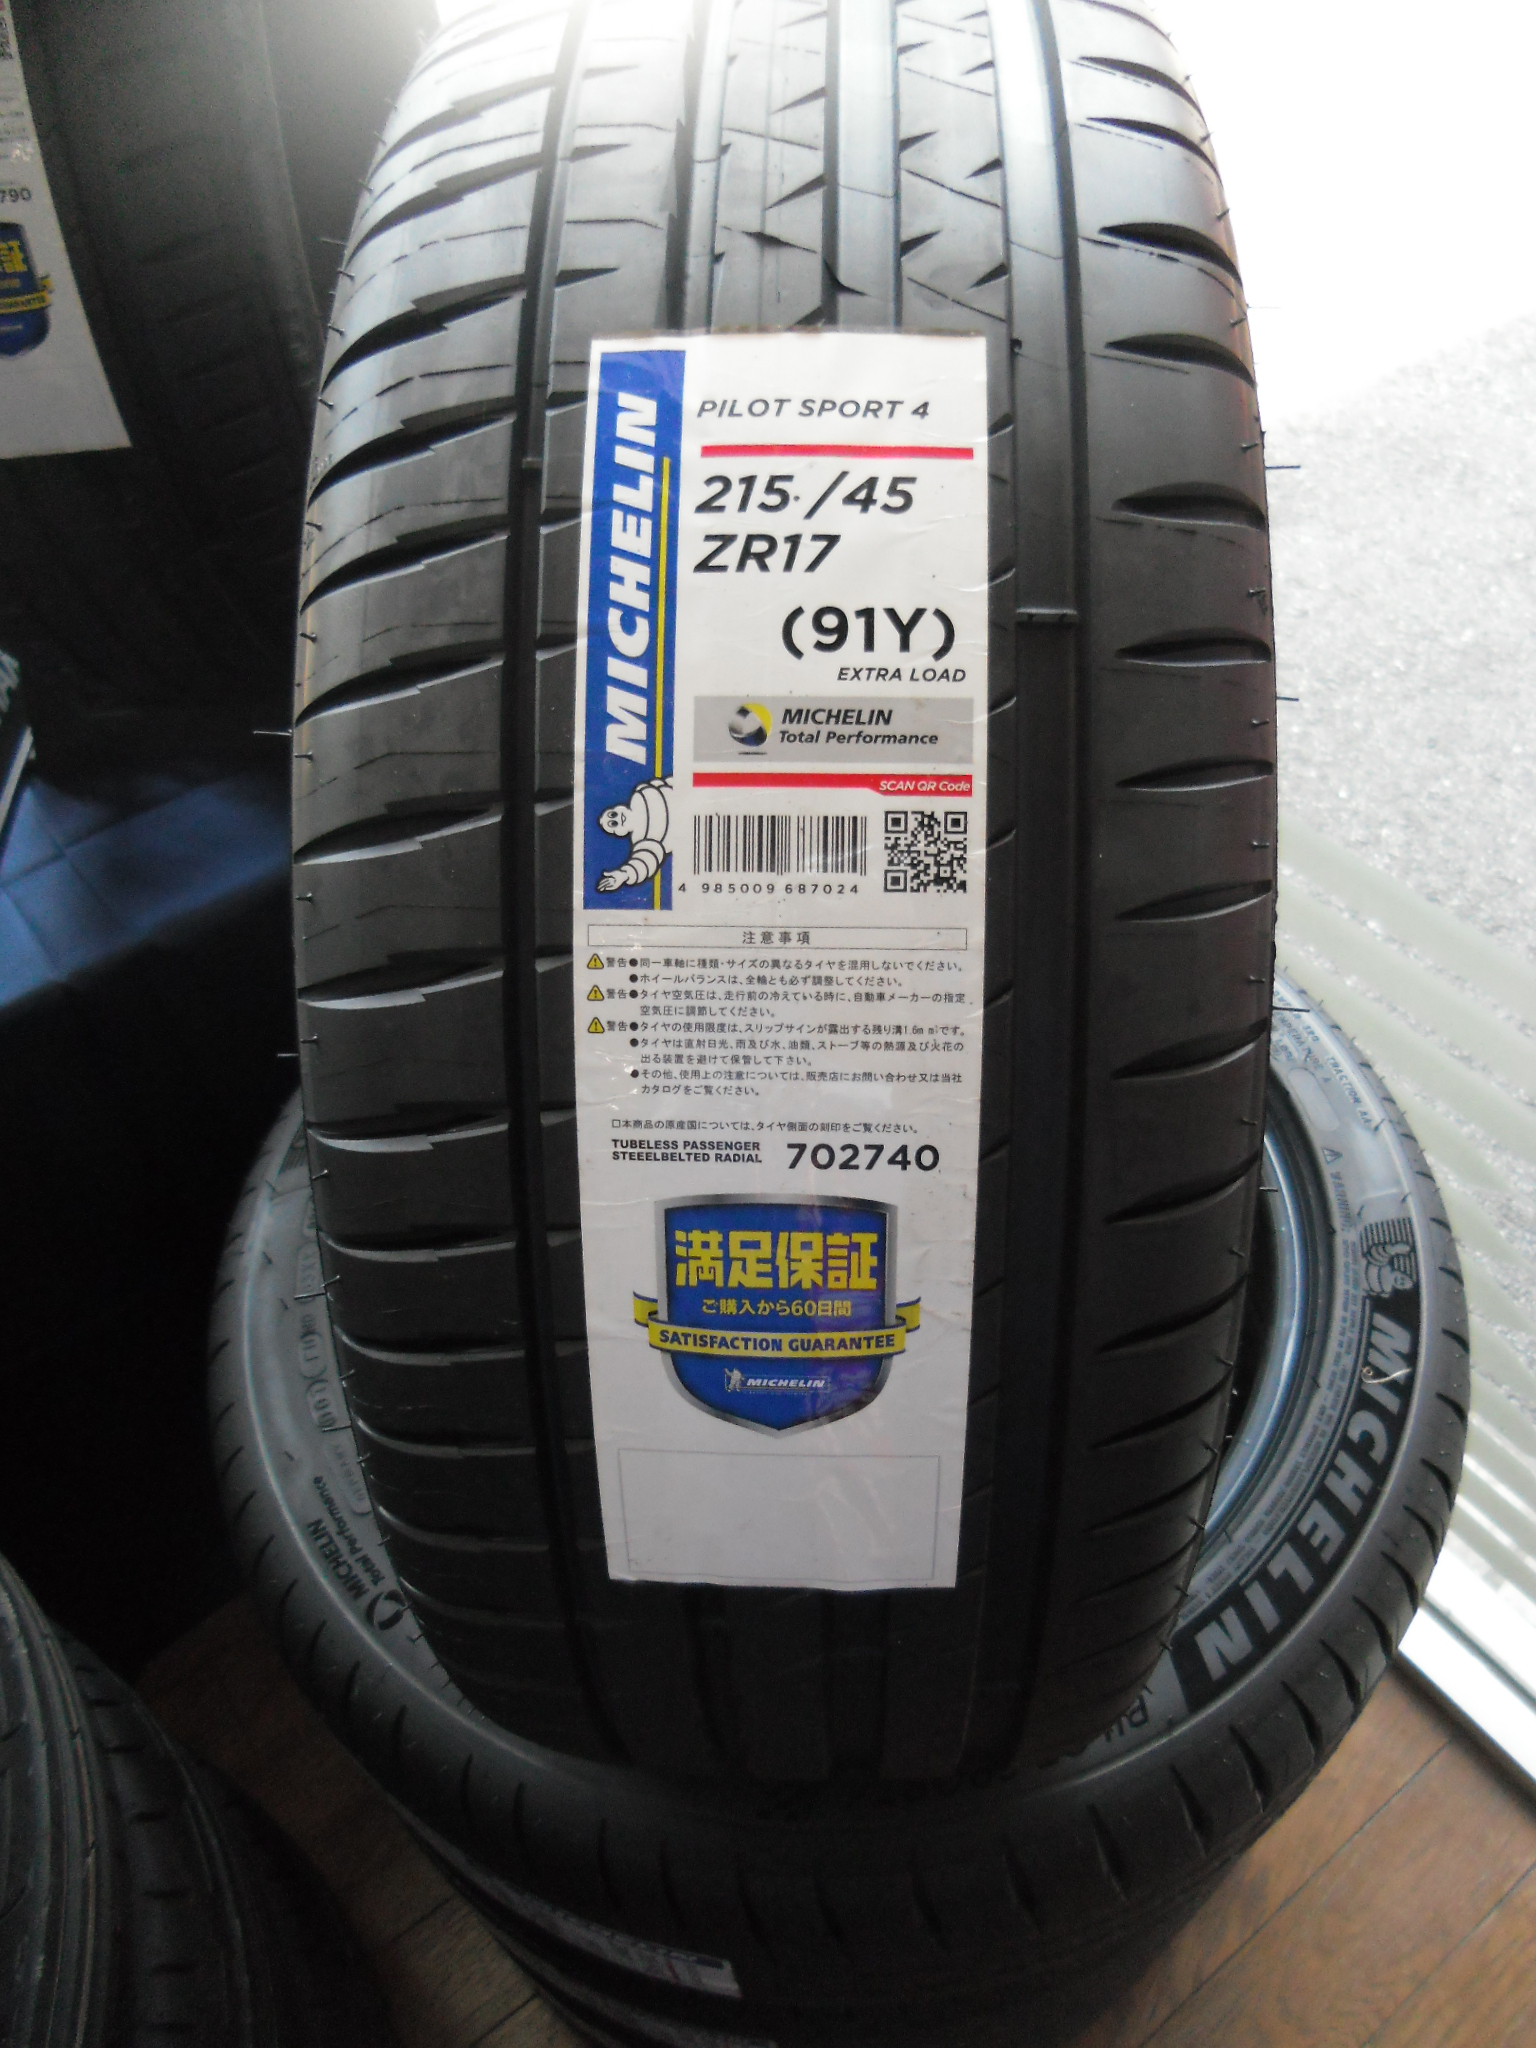 MICHELIN
PILOT SPORT 4
215 /45
ZR17
(91Y)
EXTRA LOAD
MICHELIN
Total Performance
SCAN QR Code
4 985009 687024
注意事項
警告●同一車軸に種類・サイズの異なるタイヤを混用しないでください。
●ホイールバランスは、全輪とも必ず調整してください。
警告●タイヤ空気圧は、走行前の冷えている時に、自動車メーカーの指定
空気圧に調節してください。
警告●タイヤの使用限度は、スリップサインが露出する残り溝1.6mmです。
●タイヤは直射日光、雨及び水、油類、ストーブ等の熱源及び火花の
出る装置を避けて保管して下さい。
●その他、使用上の注意については、販売店にお問い合わせ又は当社
カタログをご覧ください。
□本商品の原産国については、タイヤ側面の刻印をご覧ください。
TUBELESS PASSENGER
STEEELBELTED RADIAL
702740
満足保証
ご購入から60日間
SATISFACTION GUARANTEE
MICHELIN
790
TRACTION AA
WARNING
MICHELIN
MICHELIN
Total Performance